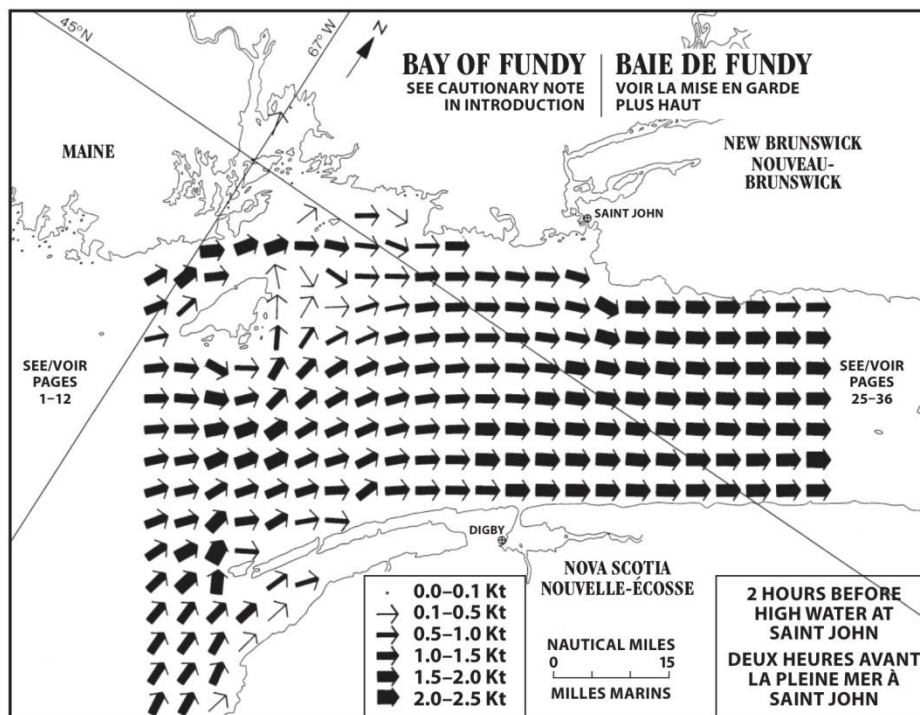 45°N
67°W
N
BAY OF FUNDY
SEE CAUTIONARY NOTE
IN INTRODUCTION
BAIE DE FUNDY
VOIR LA MISE EN GARDE
PLUS HAUT
MAINE
NEW BRUNSWICK
NOUVEAU-
BRUNSWICK
SAINT JOHN
SEE/VOIR
PAGES
1–12
SEE/VOIR
PAGES
25–36
DIGBY
NOVA SCOTIA
NOUVELLE-ÉCOSSE
0.0–0.1 Kt
0.1–0.5 Kt
0.5–1.0 Kt
1.0–1.5 Kt
1.5–2.0 Kt
2.0–2.5 Kt
NAUTICAL MILES
0 15
MILLES MARINS
2 HOURS BEFORE
HIGH WATER AT
SAINT JOHN
DEUX HEURES AVANT
LA PLEINE MER À
SAINT JOHN